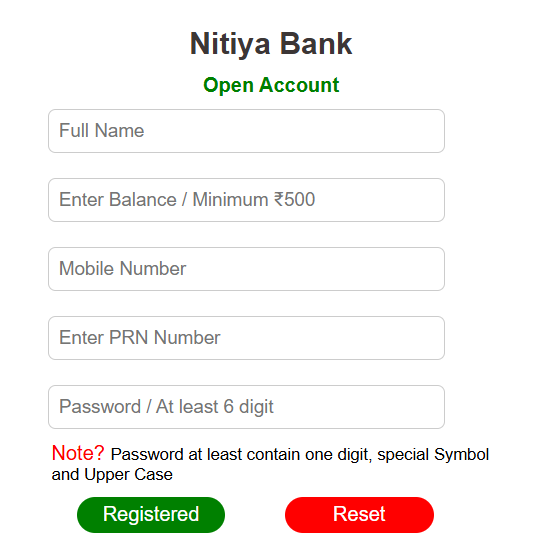 Nitiya Bank
Open Account
Full Name
Enter Balance / Minimum ₹500
Mobile Number
Enter PRN Number
Password / At least 6 digit
Note? Password at least contain one digit, special Symbol
and Upper Case
Registered Reset